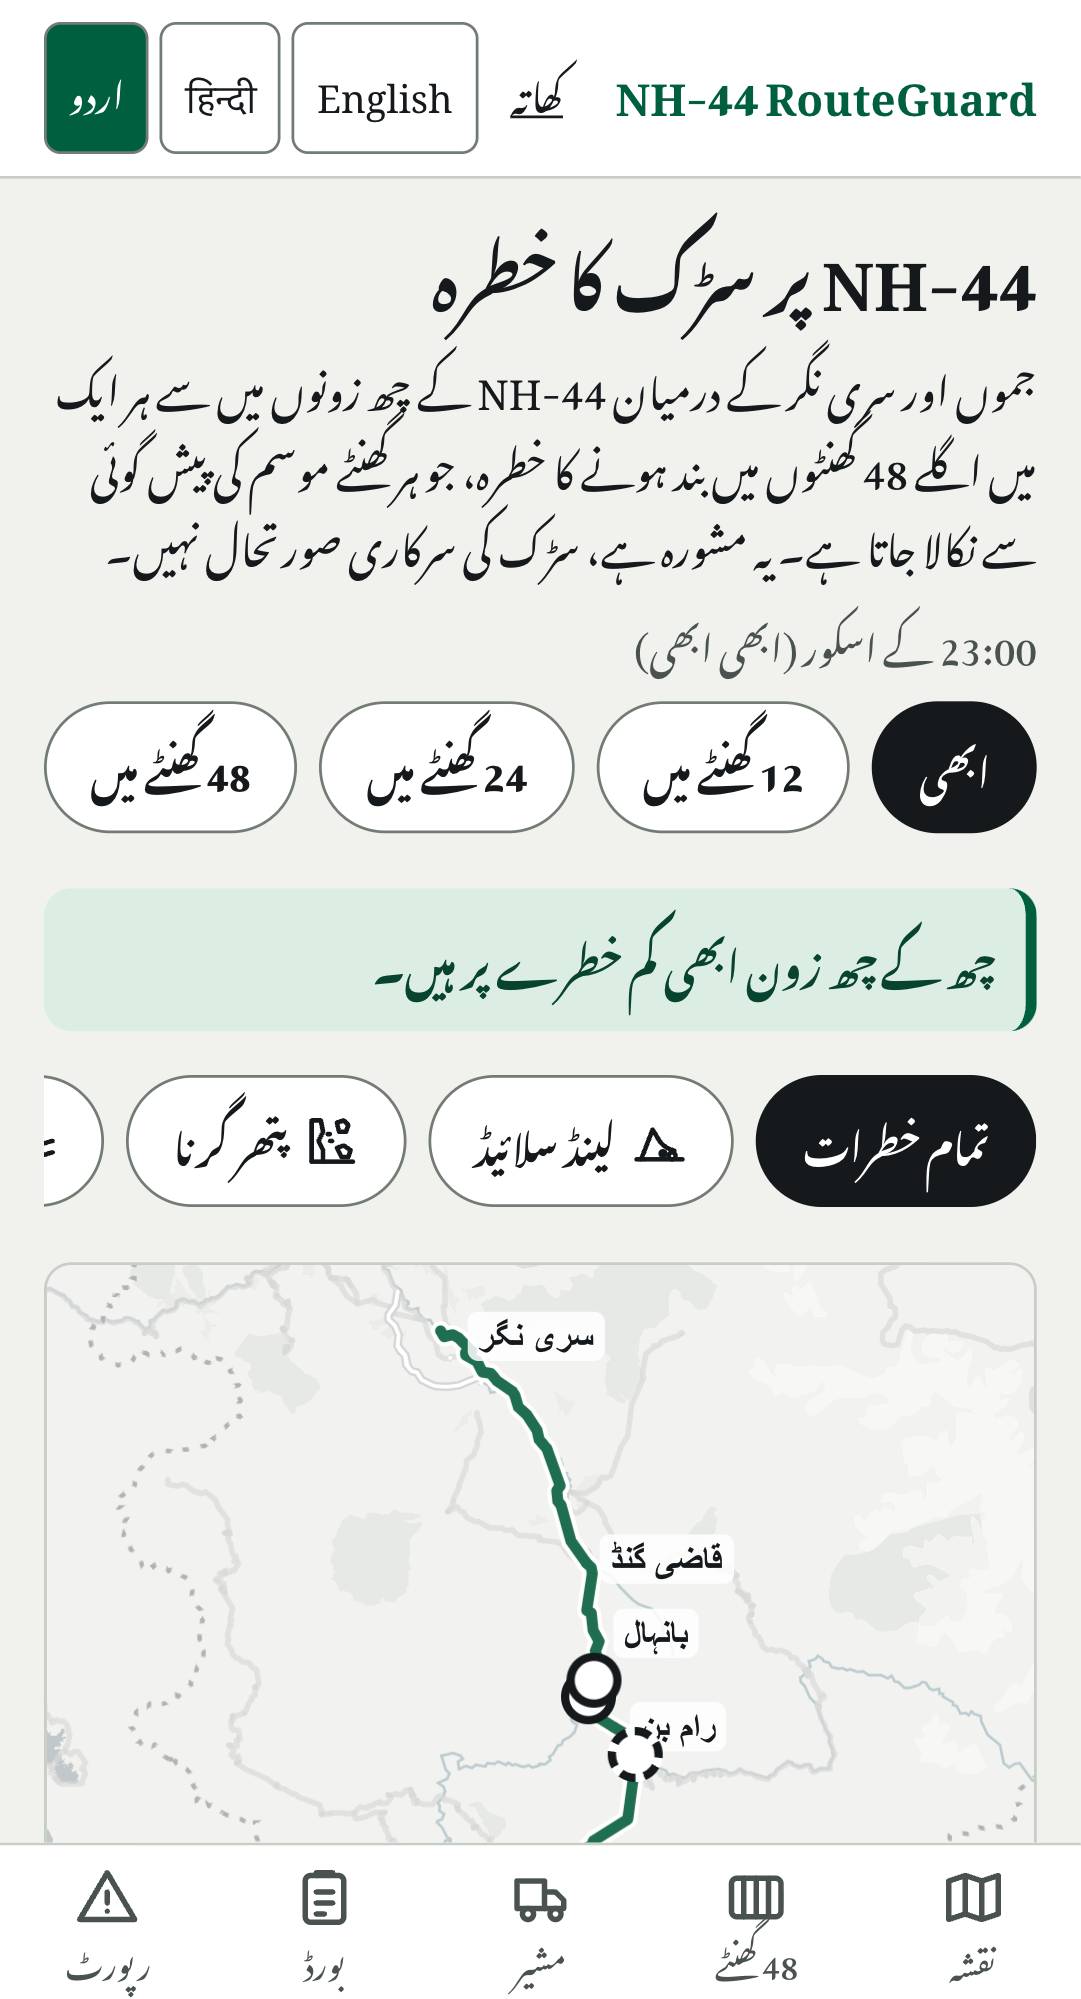 NH-44 RouteGuard
کھاتہ
English
हिन्दी
اردو
NH-44 پر سڑک کا خطرہ
جموں اور سری نگر کے درمیان NH-44 کے چھ زونوں میں سے ہر ایک
میں اگلے 48 گھنٹوں میں بند ہونے کا خطرہ، جو ہر گھنٹے موسم کی پیش گوئی
سے نکالا جاتا ہے۔ یہ مشورہ ہے، سڑک کی سرکاری صورتحال نہیں۔
23:00 کے اسکور (ابھی ابھی)
ابھی
12 گھنٹے میں
24 گھنٹے میں
48 گھنٹے میں
چھ کے چھ زون ابھی کم خطرے پر ہیں۔
تمام خطرات
لینڈ سلائیڈ
پتھر گرنا
سری نگر
قاضی گنڈ
بانہال
رام بن
نقشہ
48 گھنٹے
مشیر
بورڈ
رپورٹ